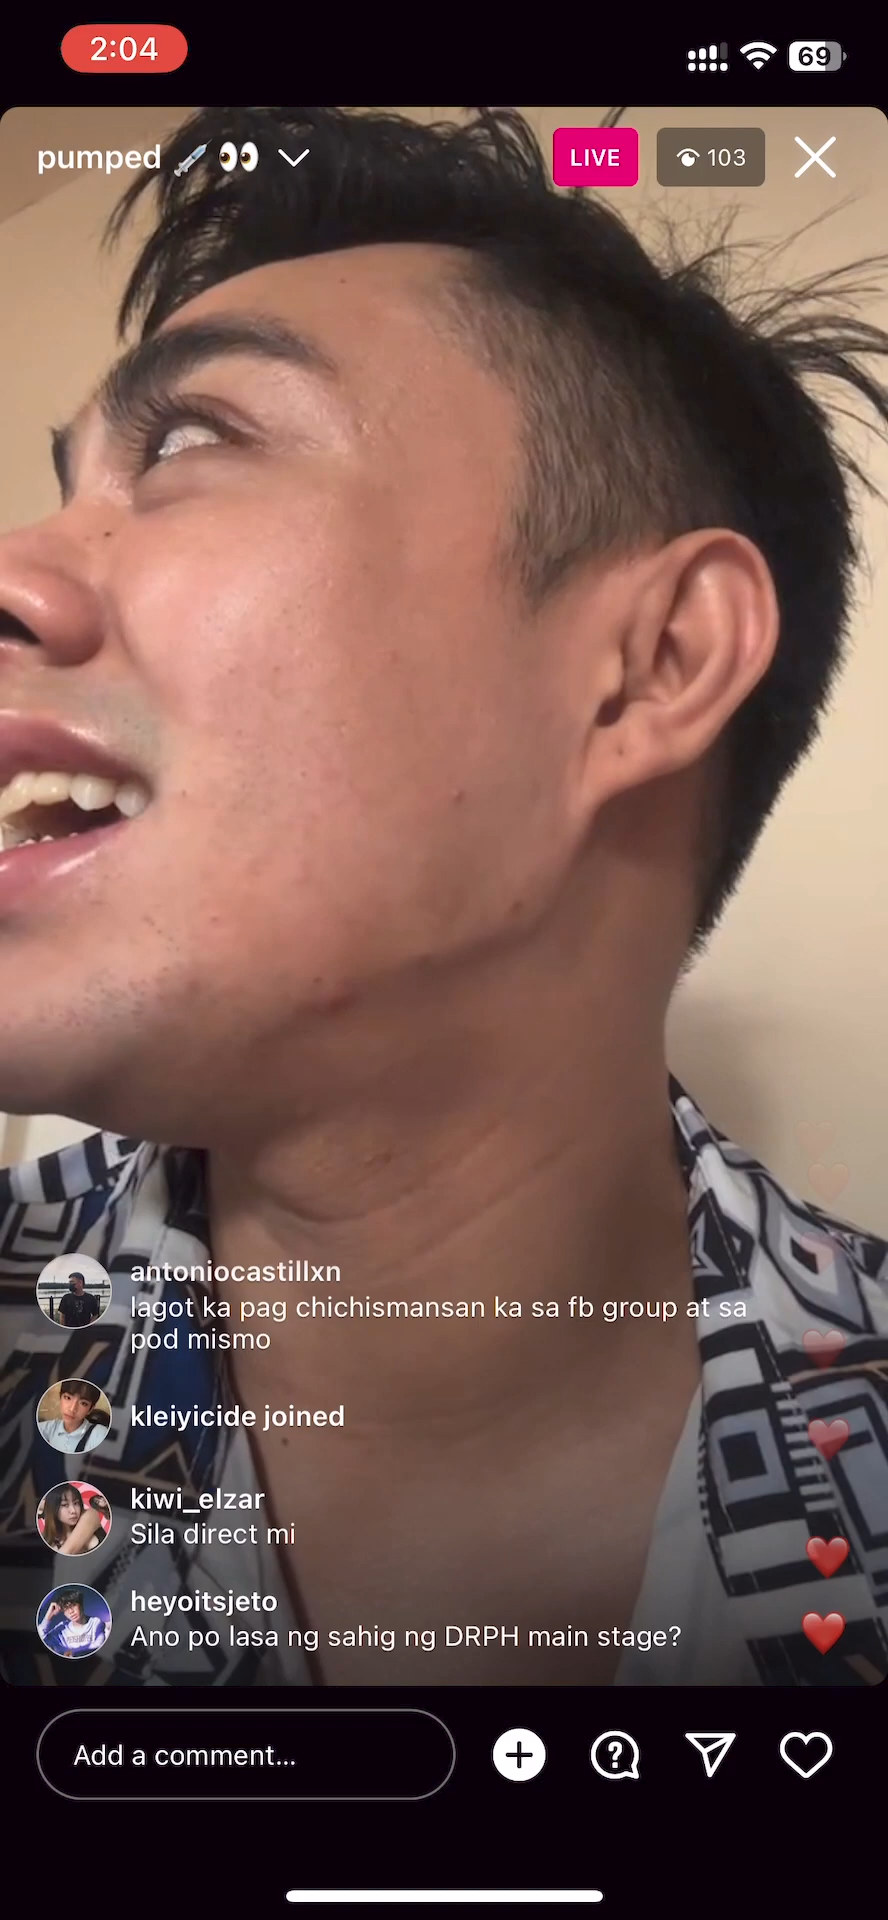 2:04
69
pumped 💉👀
LIVE
103
antoniocastillxn
lagot ka pag chichismansan ka sa fb group at sa
pod mismo
kleiyicide joined
kiwi_elzar
Sila direct mi
heyoitsjeto
Ano po lasa ng sahig ng DRPH main stage?
Add a comment...